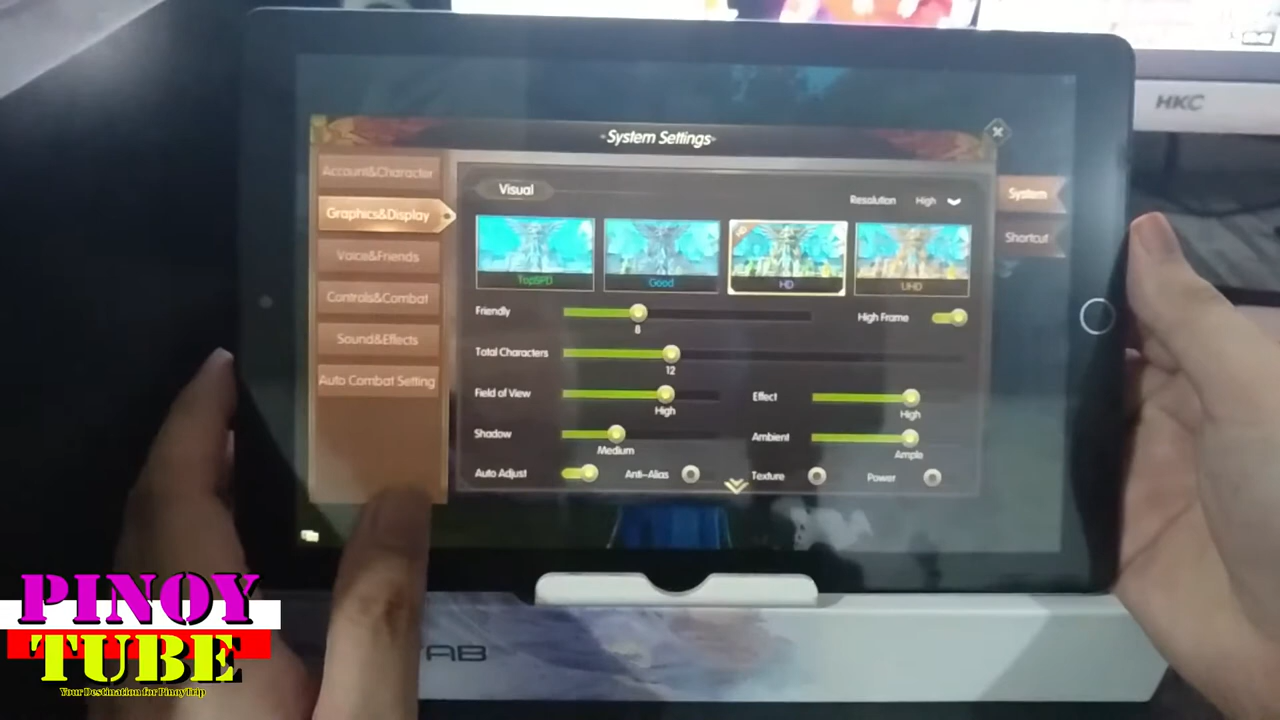 HKC
System Settings
Account&Character
Graphics&Display
Voice&Friends
Controls&Combat
Sound&Effects
Auto Combat Setting
System
Shortcut
Visual
Resolution High
TopSPD Good HD UHD
Friendly 8 High Frame
Total Characters 12
Field of View High Effect High
Shadow Medium Ambient Ample
Auto Adjust Anti-Alias Texture Power
PINOY
TUBE
Your Destination for PinoyTrip